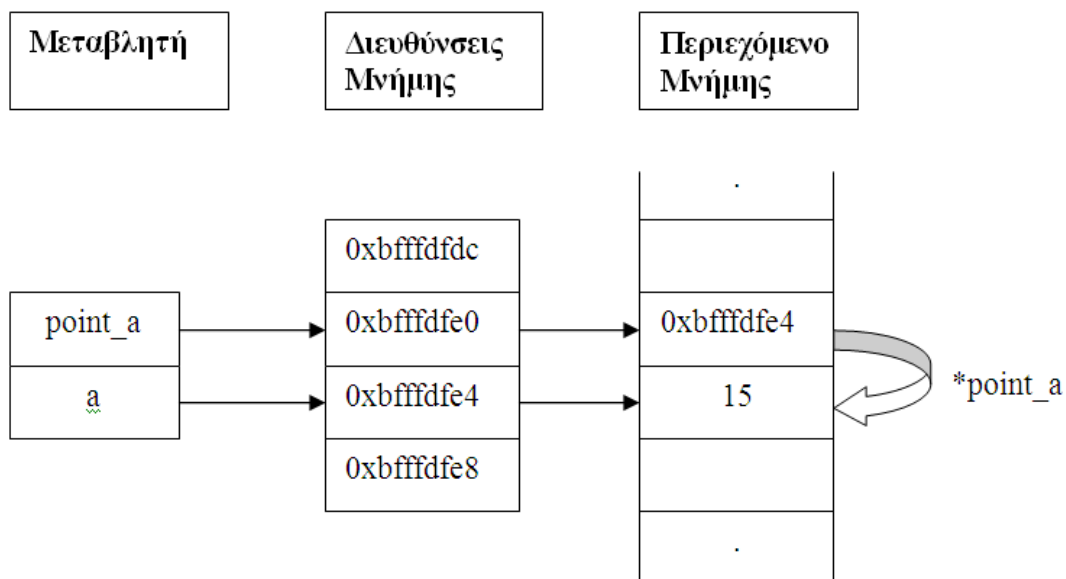 Μεταβλητή
Διευθύνσεις
Μνήμης
Περιεχόμενο
Μνήμης
.
0xbfffdfdc
point_a
0xbfffdfe0
0xbfffdfe4
*point_a
a
0xbfffdfe4
15
0xbfffdfe8
.